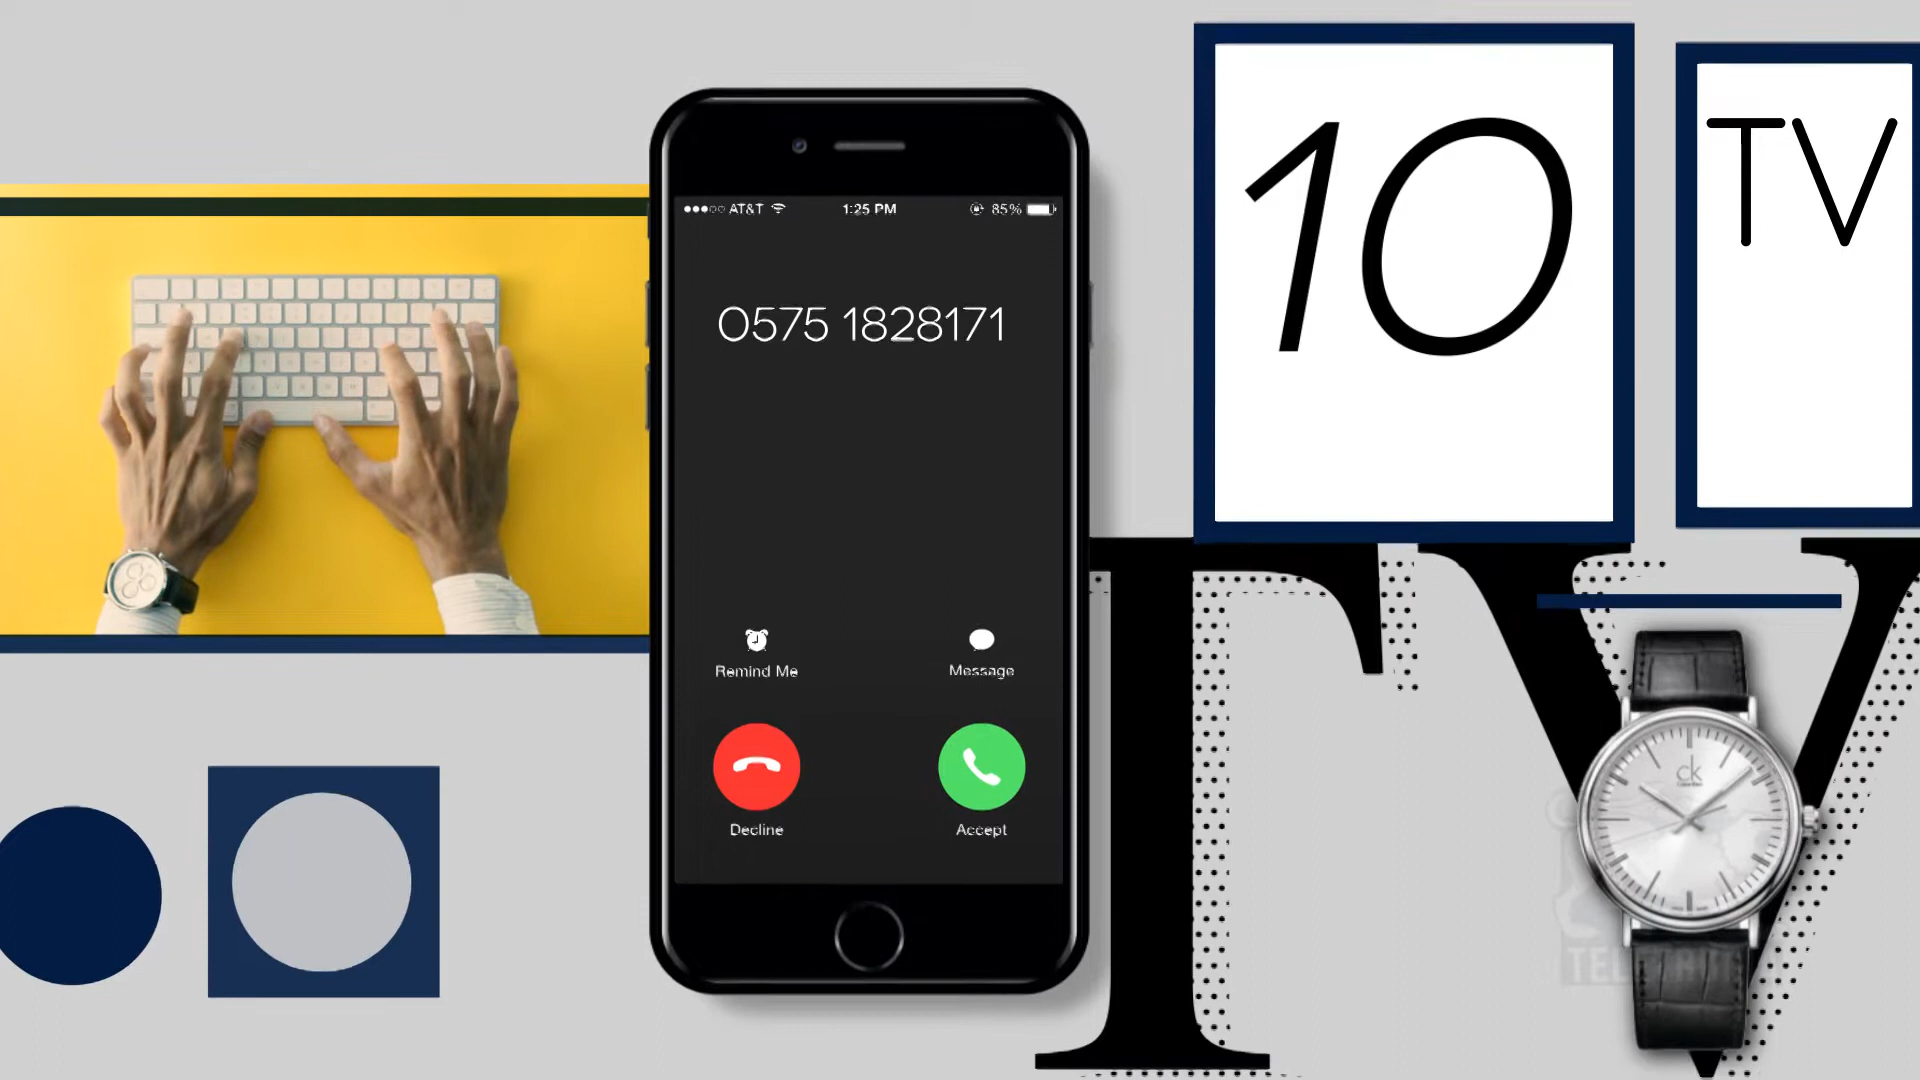 AT&T 1:25 PM 85%
0575 1828171
Remind Me
Message
Decline
Accept
10
TV
TV
ck